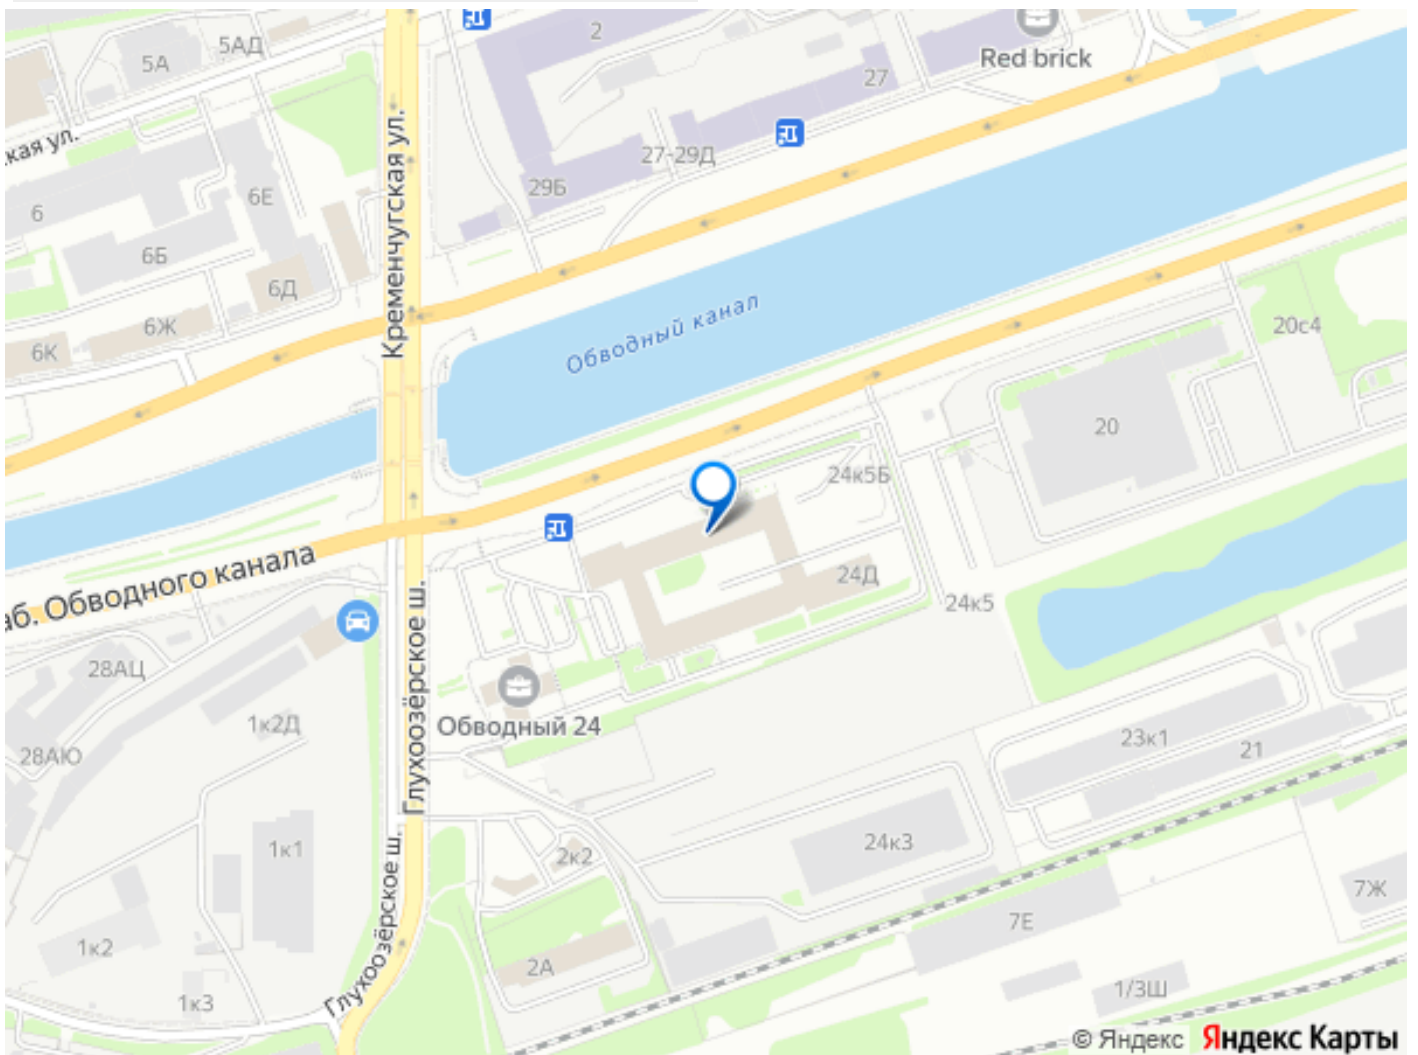 2
5АД
5А
Red brick
27
кая ул.
Кременчугская ул.
27-29Д
29Б
6Е
6
6Б
6Д
6Ж
6К
Обводный канал
20с4
20
24к5Б
аб. Обводного канала
24Д
24к5
Глухоозёрское ш.
28АЦ
Обводный 24
1к2Д
28АЮ
23к1
21
1к1
24к3
2к2
Глухоозёрское ш.
7Ж
7Е
1к2
2А
1/3Ш
1к3
© Яндекс Яндекс Карты